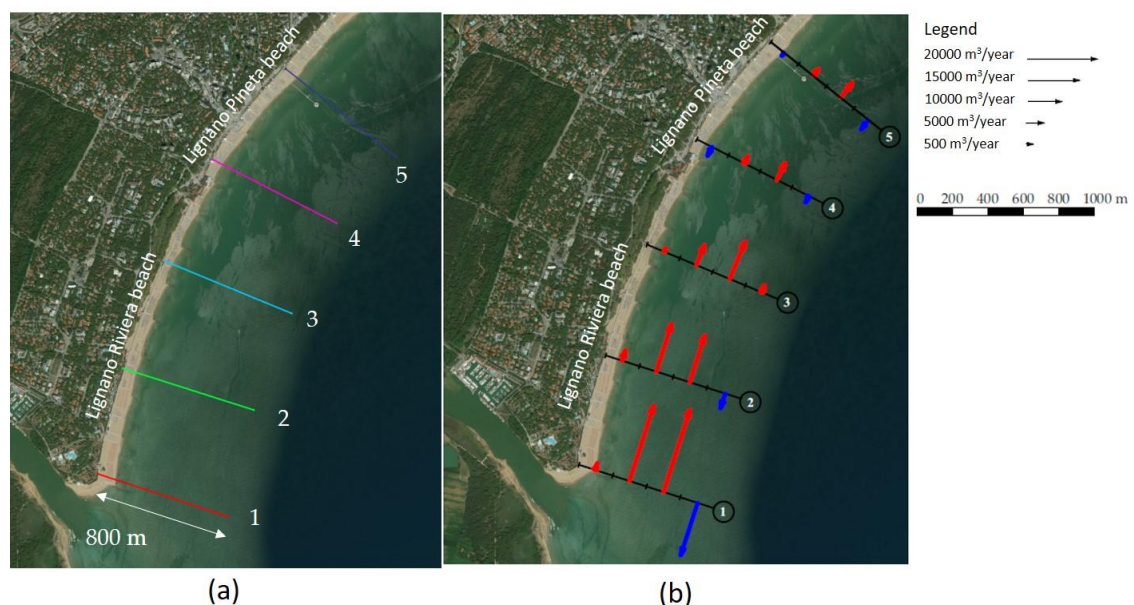 Lignano Pineta beach
Lignano Riviera beach
5
4
3
2
1
800 m
(a)
Lignano Pineta beach
Lignano Riviera beach
5
4
3
2
1
(b)
Legend
20000 m³/year
15000 m³/year
10000 m³/year
5000 m³/year
500 m³/year
0 200 400 600 800 1000 m